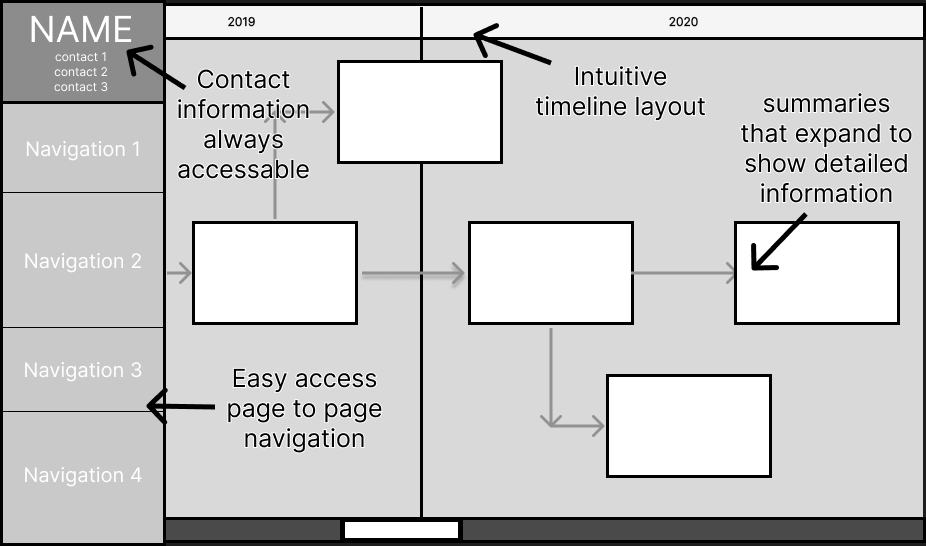 NAME
contact 1
contact 2
contact 3
Navigation 1
Navigation 2
Navigation 3
Navigation 4
2019
2020
Contact
information
always
accessable
Intuitive
timeline layout
summaries
that expand to
show detailed
information
Easy access
page to page
navigation